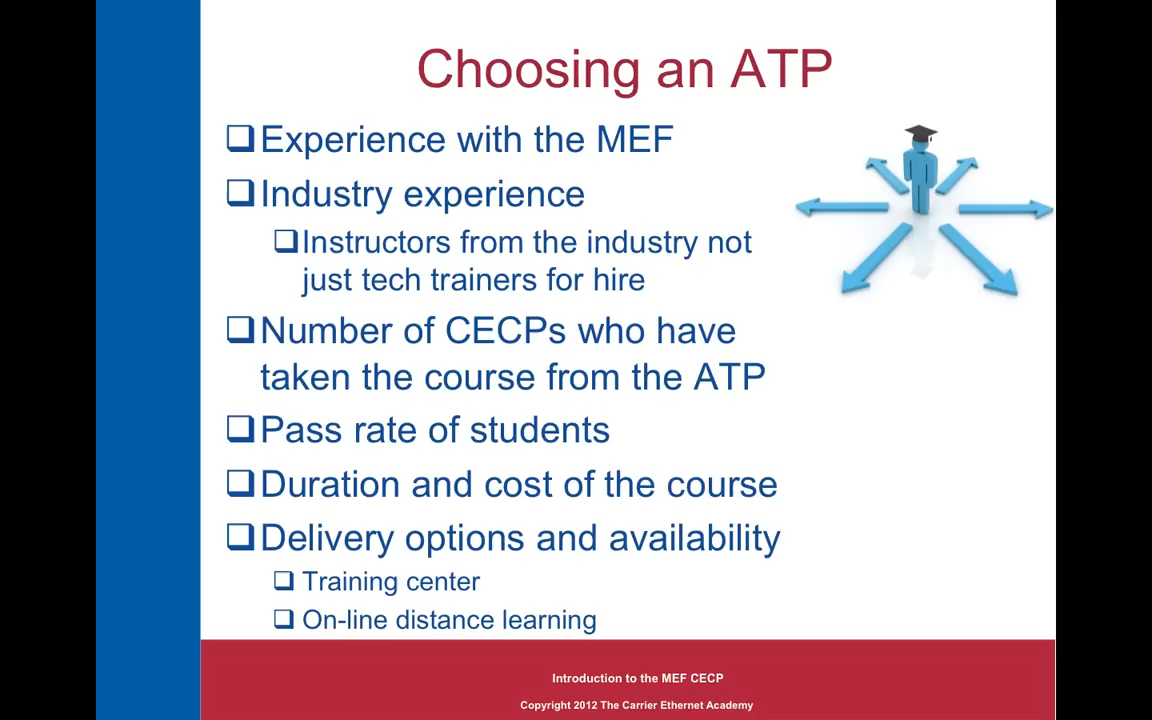 Choosing an ATP
Experience with the MEF
Industry experience
Instructors from the industry not
just tech trainers for hire
Number of CECPs who have
taken the course from the ATP
Pass rate of students
Duration and cost of the course
Delivery options and availability
Training center
On-line distance learning
Introduction to the MEF CECP
Copyright 2012 The Carrier Ethernet Academy